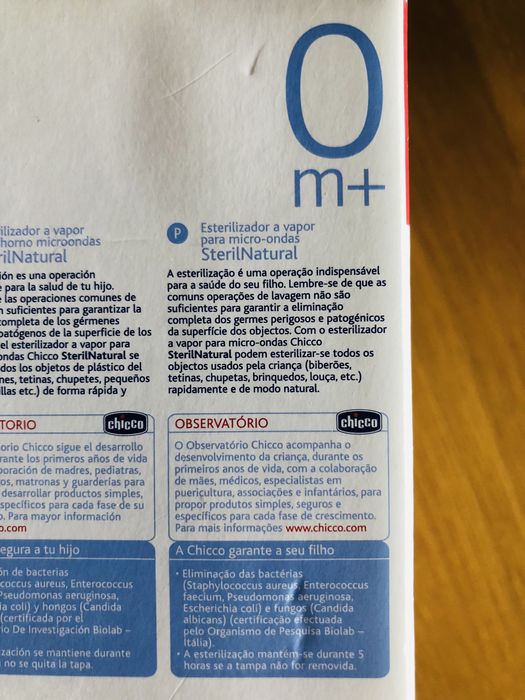 0
m+
ilizador a vapor
horno microondas
rilNatural
ión es una operación
para la salud de tu hijo.
las operaciones comunes de
n suficientes para garantizar la
completa de los gérmenes
patógenos de la superficie de los
el esterilizador a vapor para
ondas Chicco SterilNatural se
dos los objetos de plástico del
nes, tetinas, chupetes, pequeños
illas etc.) de forma rápida y
P
Esterilizador a vapor
para micro-ondas
SterilNatural
A esterilização é uma operação indispensável
para a saúde do seu filho. Lembre-se de que as
comuns operações de lavagem não são
suficientes para garantir a eliminação
completa dos germes perigosos e patogénicos
da superfície dos objectos. Com o esterilizador
a vapor para micro-ondas Chicco
SterilNatural podem esterilizar-se todos os
objectos usados pela criança (biberões,
tetinas, chupetas, brinquedos, louça, etc.)
rapidamente e de modo natural.
TORIO
chicco
orio Chicco sigue el desarrollo
rante los primeros años de vida
boración de madres, pediatras,
os, matronas y guarderías para
desarrollar productos simples,
specíficos para cada fase de su
o. Para mayor información
o.com
OBSERVATÓRIO
chicco
O Observatório Chicco acompanha o
desenvolvimento da criança, durante os
primeiros anos de vida, com a colaboração
de mães, médicos, especialistas em
puericultura, associações e infantários, para
propor produtos simples, seguros e
específicos para cada fase de crescimento.
Para mais informações www.chicco.com
egura a tu hijo
ón de bacterias
coccus aureus, Enterococcus
Pseudomonas aeruginosa,
ia coli) y hongos (Candida
(certificada por el
io De Investigación Biolab –
ización se mantiene durante
no se quita la tapa.
A Chicco garante a seu filho
• Eliminação das bactérias
(Staphylococcus aureus, Enterococcus
faecium, Pseudomonas aeruginosa,
Escherichia coli) e fungos (Candida
albicans) (certificação efectuada
pelo Organismo de Pesquisa Biolab –
Itália).
• A esterilização mantém-se durante 5
horas se a tampa não for removida.